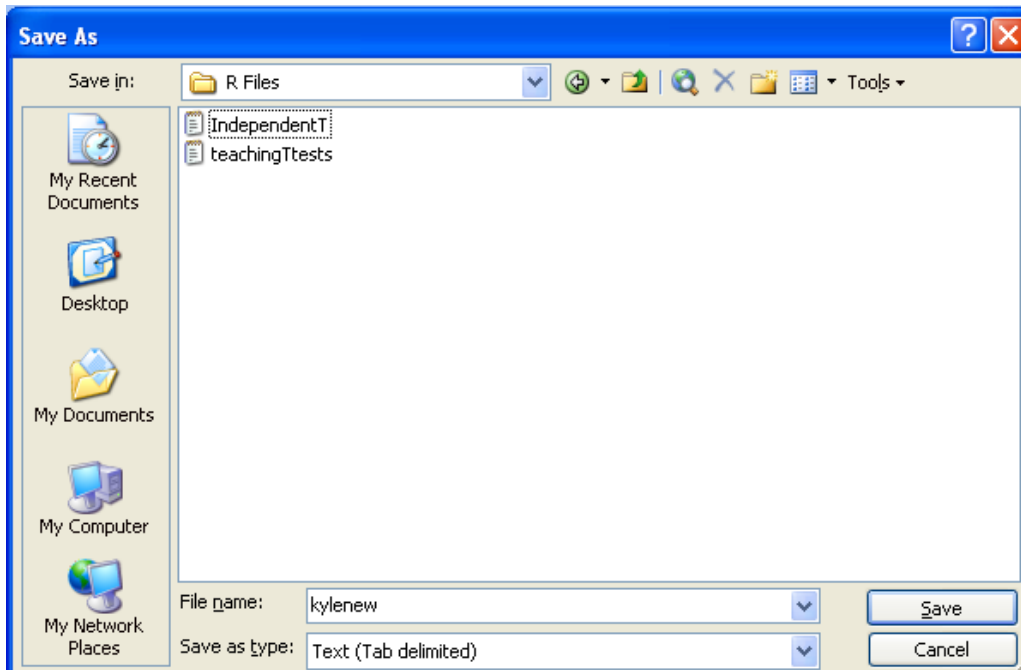 Save As
Save in:
R Files
Tools
IndependentT
teachingTtests
My Recent
Documents
Desktop
My Documents
My Computer
My Network
Places
File name:
kylenew
Save
Save as type:
Text (Tab delimited)
Cancel